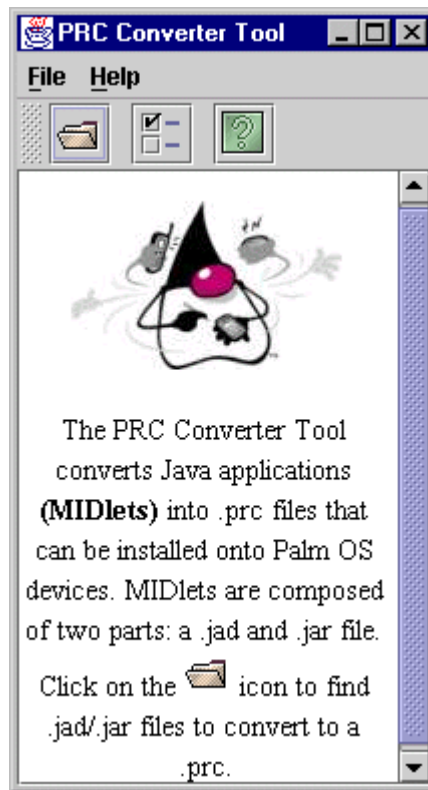 PRC Converter Tool
File Help
The PRC Converter Tool
converts Java applications
(MIDlets) into .prc files that
can be installed onto Palm OS
devices. MIDlets are composed
of two parts: a .jad and .jar file.
Click on the icon to find
.jad/.jar files to convert to a
.prc.